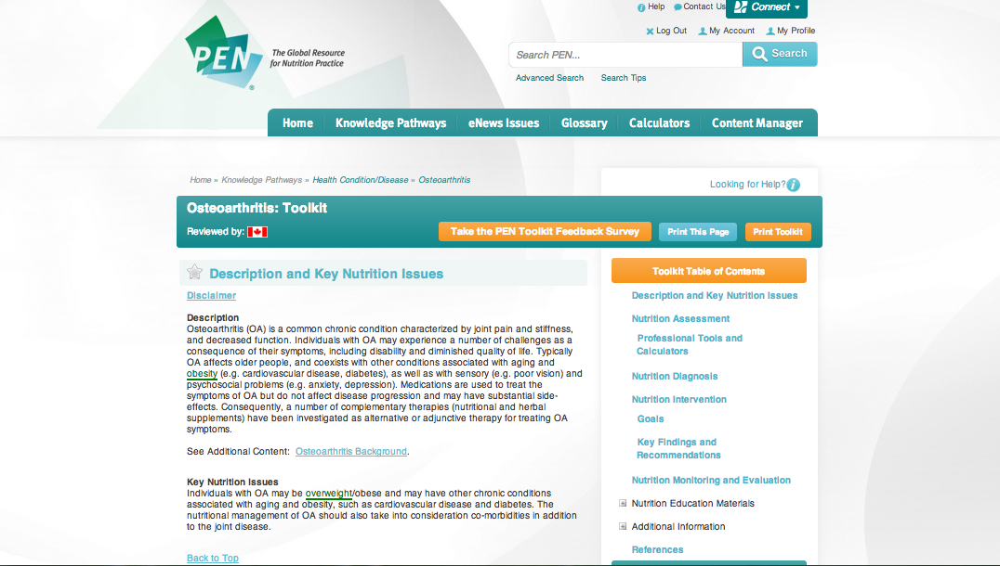 Help Contact Us Connect
Log Out My Account My Profile
PEN ®
The Global Resource
for Nutrition Practice
Search PEN...
Search
Advanced Search Search Tips
Home Knowledge Pathways eNews Issues Glossary Calculators Content Manager
Home » Knowledge Pathways » Health Condition/Disease » Osteoarthritis
Looking for Help?
Osteoarthritis: Toolkit
Reviewed by:
Take the PEN Toolkit Feedback Survey
Print This Page
Print Toolkit
Description and Key Nutrition Issues
Disclaimer
Description
Osteoarthritis (OA) is a common chronic condition characterized by joint pain and stiffness,
and decreased function. Individuals with OA may experience a number of challenges as a
consequence of their symptoms, including disability and diminished quality of life. Typically
OA affects older people, and coexists with other conditions associated with aging and
obesity (e.g. cardiovascular disease, diabetes), as well as with sensory (e.g. poor vision) and
psychosocial problems (e.g. anxiety, depression). Medications are used to treat the
symptoms of OA but do not affect disease progression and may have substantial side-
effects. Consequently, a number of complementary therapies (nutritional and herbal
supplements) have been investigated as alternative or adjunctive therapy for treating OA
symptoms.
See Additional Content: Osteoarthritis Background.
Key Nutrition Issues
Individuals with OA may be overweight/obese and may have other chronic conditions
associated with aging and obesity, such as cardiovascular disease and diabetes. The
nutritional management of OA should also take into consideration co-morbidities in addition
to the joint disease.
Back to Top
Toolkit Table of Contents
Description and Key Nutrition Issues
Nutrition Assessment
Professional Tools and
Calculators
Nutrition Diagnosis
Nutrition Intervention
Goals
Key Findings and
Recommendations
Nutrition Monitoring and Evaluation
Nutrition Education Materials
Additional Information
References